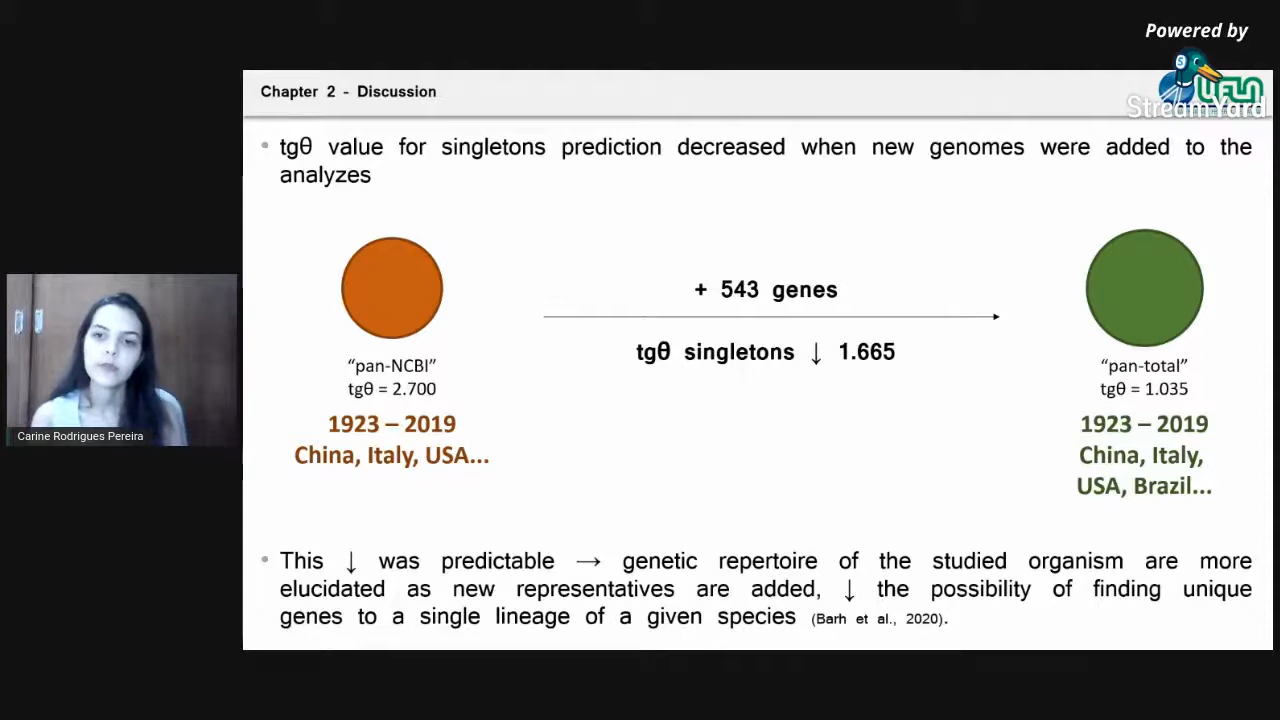 Powered by
StreamYard
UFLA
Chapter 2 - Discussion
• tgθ value for singletons prediction decreased when new genomes were added to the
analyzes
+ 543 genes
tgθ singletons ↓ 1.665
"pan-NCBI"
tgθ = 2.700
1923 – 2019
China, Italy, USA...
"pan-total"
tgθ = 1.035
1923 – 2019
China, Italy,
USA, Brazil...
Carine Rodrigues Pereira
• This ↓ was predictable → genetic repertoire of the studied organism are more
elucidated as new representatives are added, ↓ the possibility of finding unique
genes to a single lineage of a given species (Barh et al., 2020).